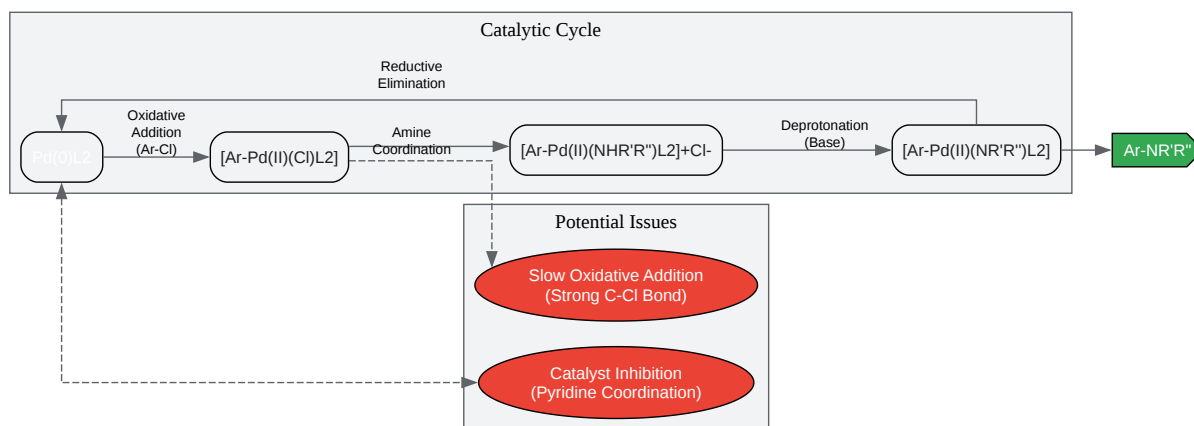 Catalytic Cycle
Reductive
Elimination
Oxidative
Addition
(Ar-Cl)
Amine
Coordination
Deprotonation
(Base)
Pd(0)L2
[Ar-Pd(II)(Cl)L2]
[Ar-Pd(II)(NHR'R")L2]+Cl-
[Ar-Pd(II)(NR'R")L2]
Ar-NR'R"
Potential Issues
Slow Oxidative Addition
(Strong C-Cl Bond)
Catalyst Inhibition
(Pyridine Coordination)